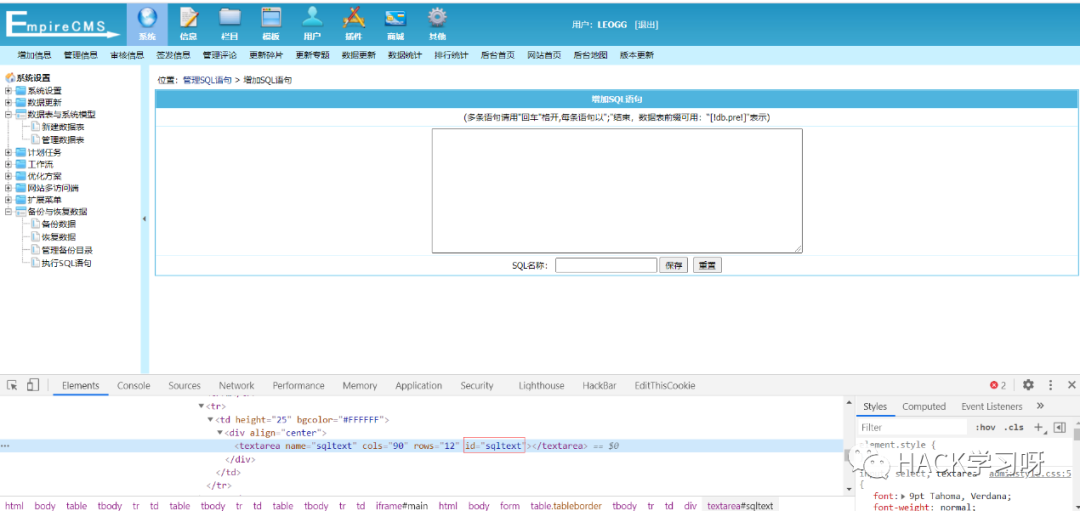 EmpireCMS
系统 信息 栏目 模板 用户 插件 商城 其他
用户：LEOGG [退出]
增加信息 管理信息 审核信息 签发信息 管理评论 更新碎片 更新专题 数据更新 数据统计 排行统计 后台首页 网站首页 后台地图 版本更新
系统设置
系统设置
数据更新
数据表与系统模型
新建数据表
管理数据表
计划任务
工作流
优化方案
网站多访问端
扩展菜单
备份与恢复数据
备份数据
恢复数据
管理备份目录
执行SQL语句
位置：管理SQL语句 > 增加SQL语句
增加SQL语句
(多条语句请用"回车"格开,每条语句以";"结束，数据表前缀可用："[!db.pre!]"表示)
SQL名称： 保存 重置
Elements Console Sources Network Performance Memory Application Security Lighthouse HackBar EditThisCookie 2
▼<tr>
▼<td height="25" bgcolor="#FFFFFF">
▼<div align="center">
<textarea name="sqltext" cols="90" rows="12" id="sqltext"></textarea> == $0
</div>
</td>
</tr>
html body table tbody tr td table tbody tr td table tbody tr td iframe#main html body form table.tableborder tbody tr td div textarea#sqltext
Styles Computed Event Listeners »
Filter :hov .cls +
element.style {
input, select, textarea adminstyle.css:5
{
font:▶ 9pt Tahoma, Verdana;
font-weight: normal;
HACK学习呀